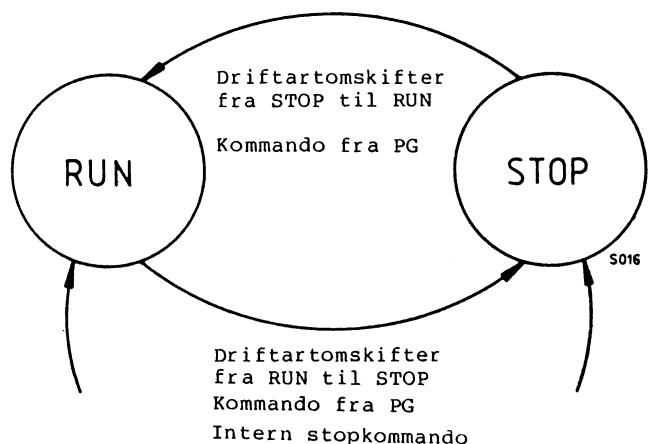 Driftartomskifter
fra STOP til RUN
Kommando fra PG
RUN
STOP
S016
Driftartomskifter
fra RUN til STOP
Kommando fra PG
Intern stopkommando